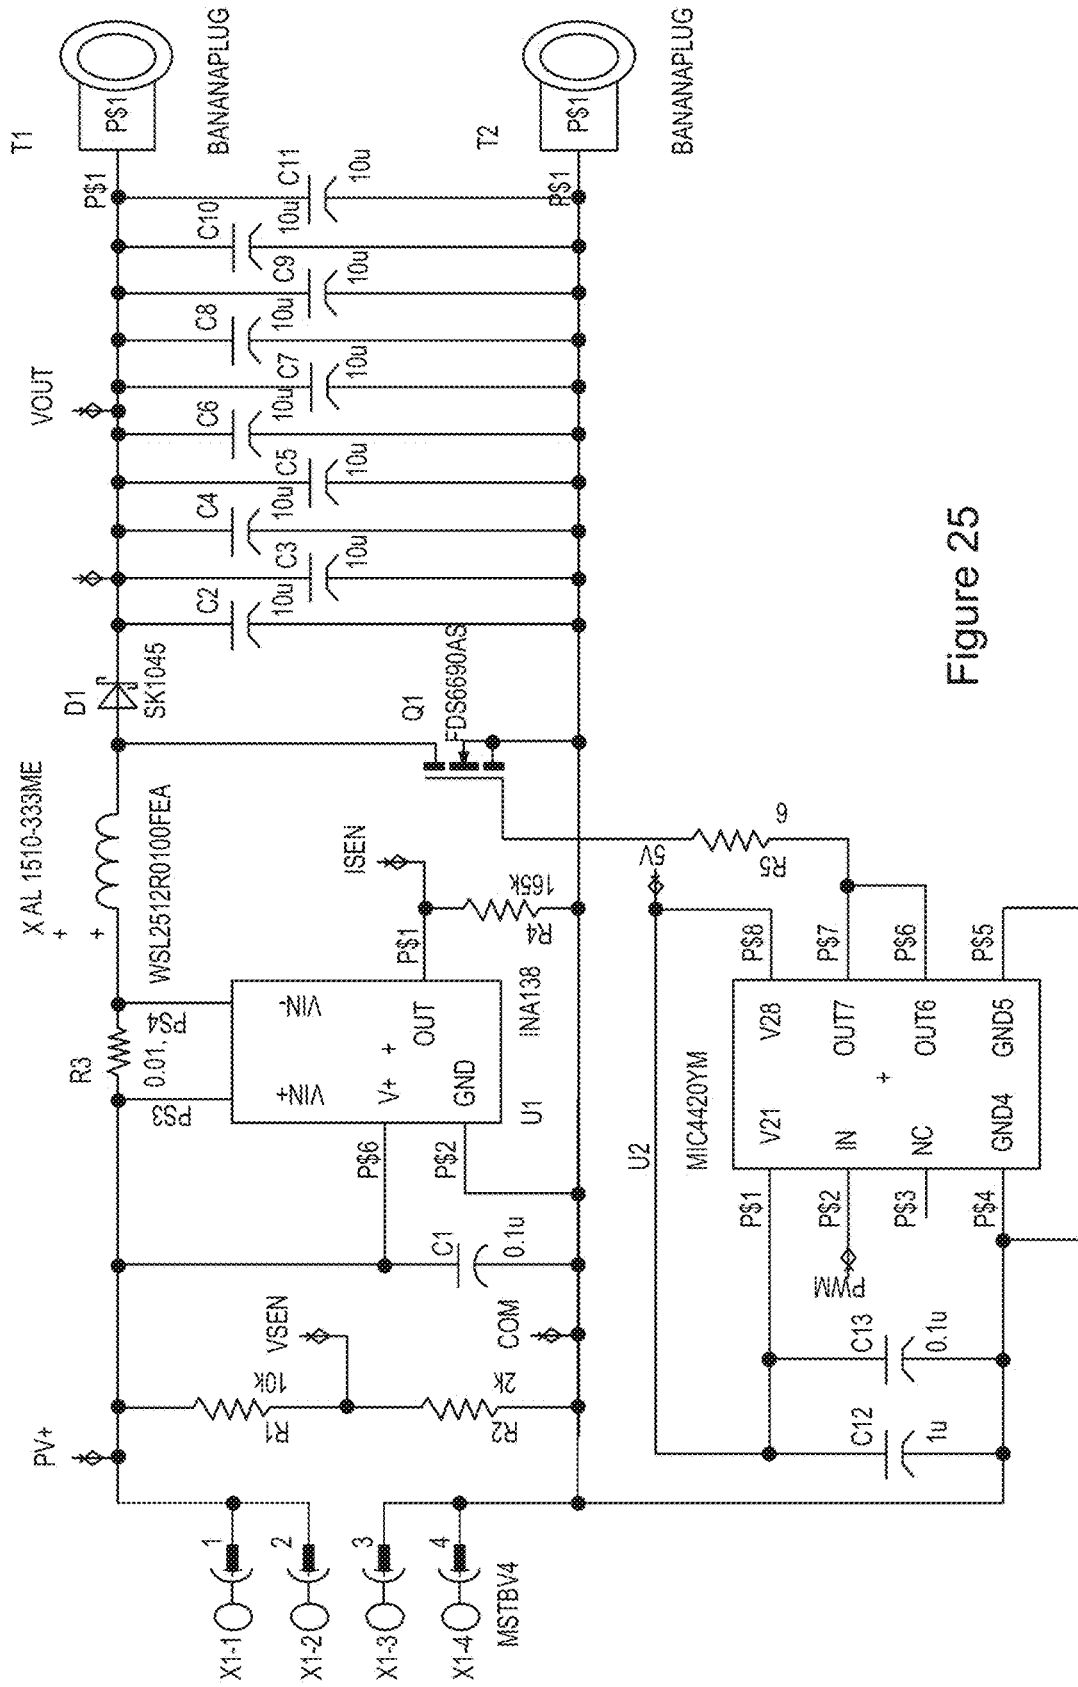 X AL 1510-333ME
+
+
WSL2512R0100FEA
PV+
R3
0.01,
P$3
P$4
VIN+
VIN-
V+
+
OUT
GND
U1
INA138
P$6
P$2
P$1
ISEN
R4
165k
C1
0.1u
VSEN
R1
10k
R2
2k
COM
X1-1
1
X1-2
2
X1-3
3
X1-4
4
MSTBV4
D1
SK1045
Q1
FDS6690AS
VOUT
C2
10u
C3
10u
C4
10u
C5
10u
C6
10u
C7
10u
C8
10u
C9
10u
C10
10u
C11
10u
T1
P$1
P$1
BANANAPLUG
T2
P$1
P$1
BANANAPLUG
U2
MIC4420YM
5V
R5
6
P$1
V21
V28
P$8
P$2
IN
OUT7
P$7
PWM
P$3
NC
+
OUT6
P$6
P$4
GND4
GND5
P$5
C12
1u
C13
0.1u
Figure 25